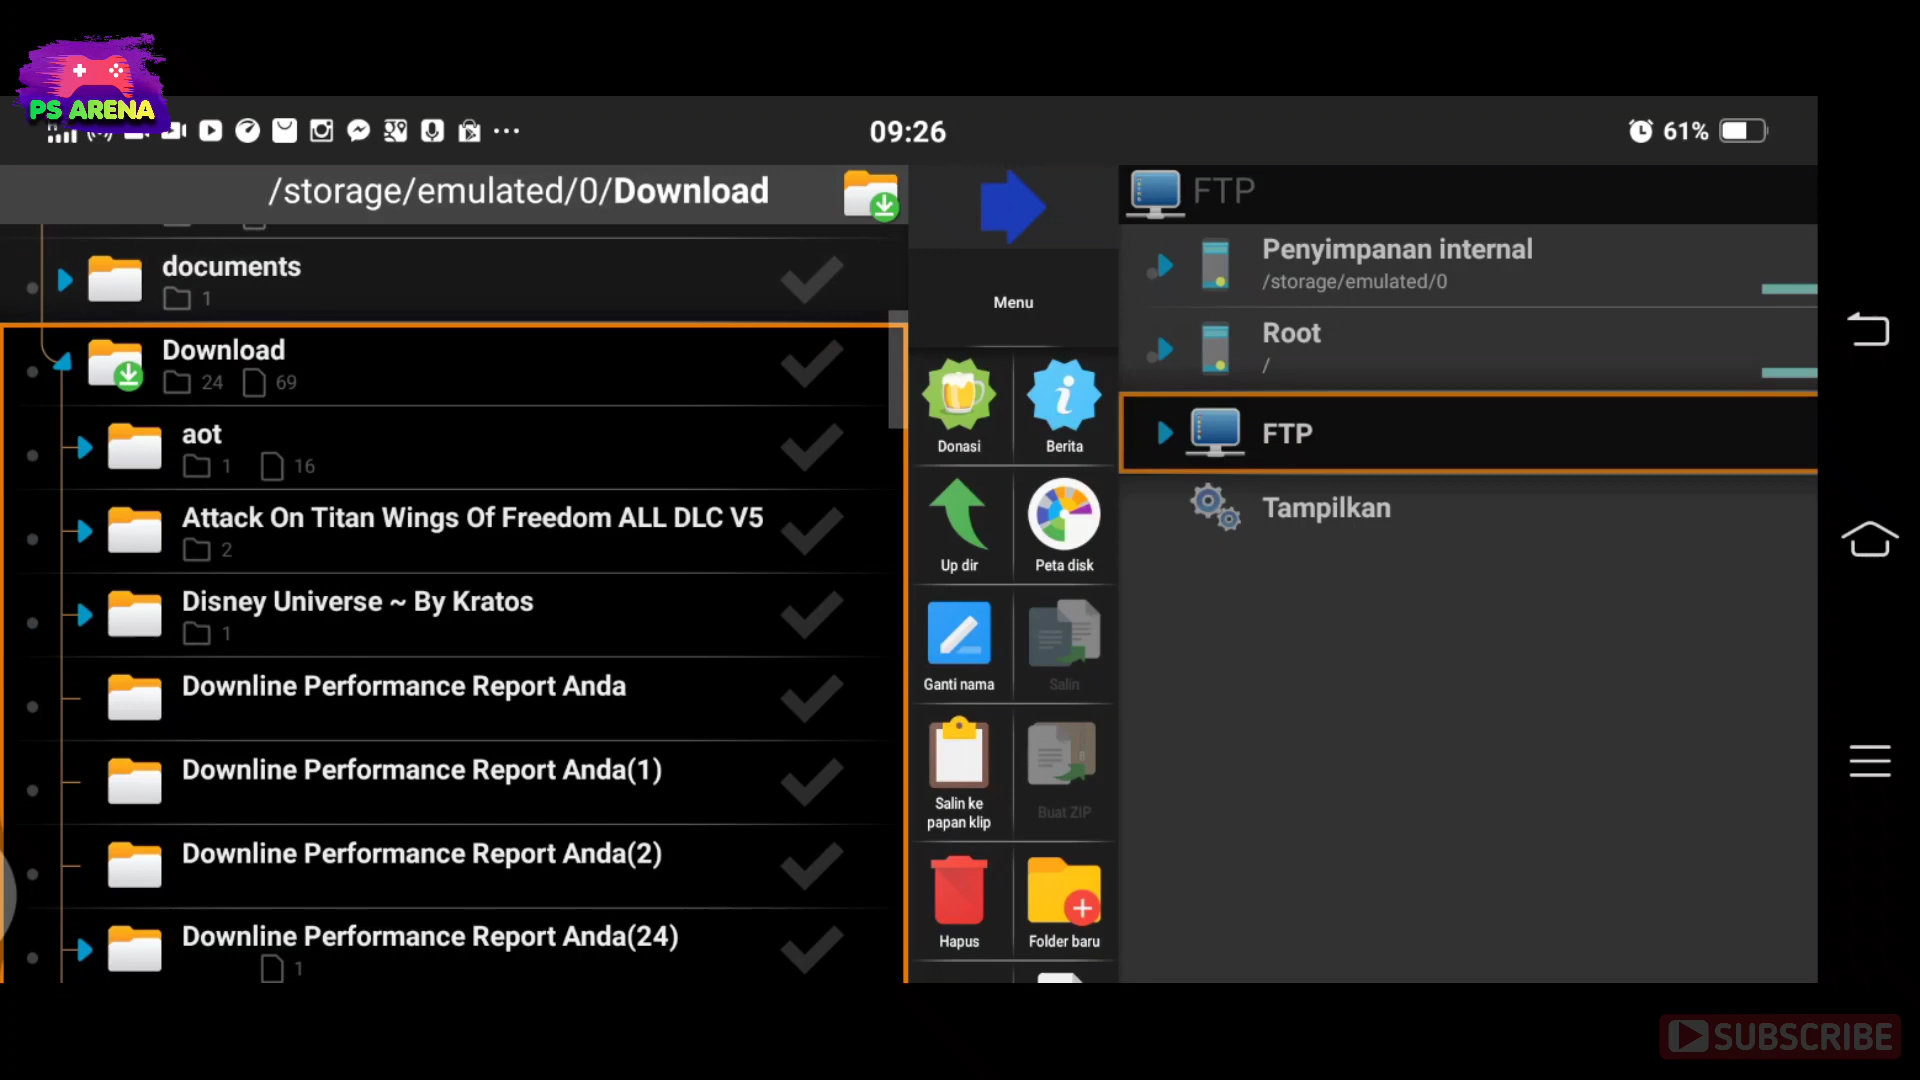 PS ARENA
09:26
61%
/storage/emulated/0/Download
documents
1
Download
24 69
aot
1 16
Attack On Titan Wings Of Freedom ALL DLC V5
2
Disney Universe ~ By Kratos
1
Downline Performance Report Anda
Downline Performance Report Anda(1)
Downline Performance Report Anda(2)
Downline Performance Report Anda(24)
1
Menu
Donasi
Berita
Up dir
Peta disk
Ganti nama
Salin
Salin ke
papan klip
Buat ZIP
Hapus
Folder baru
FTP
Penyimpanan internal
/storage/emulated/0
Root
/
FTP
Tampilkan
SUBSCRIBE